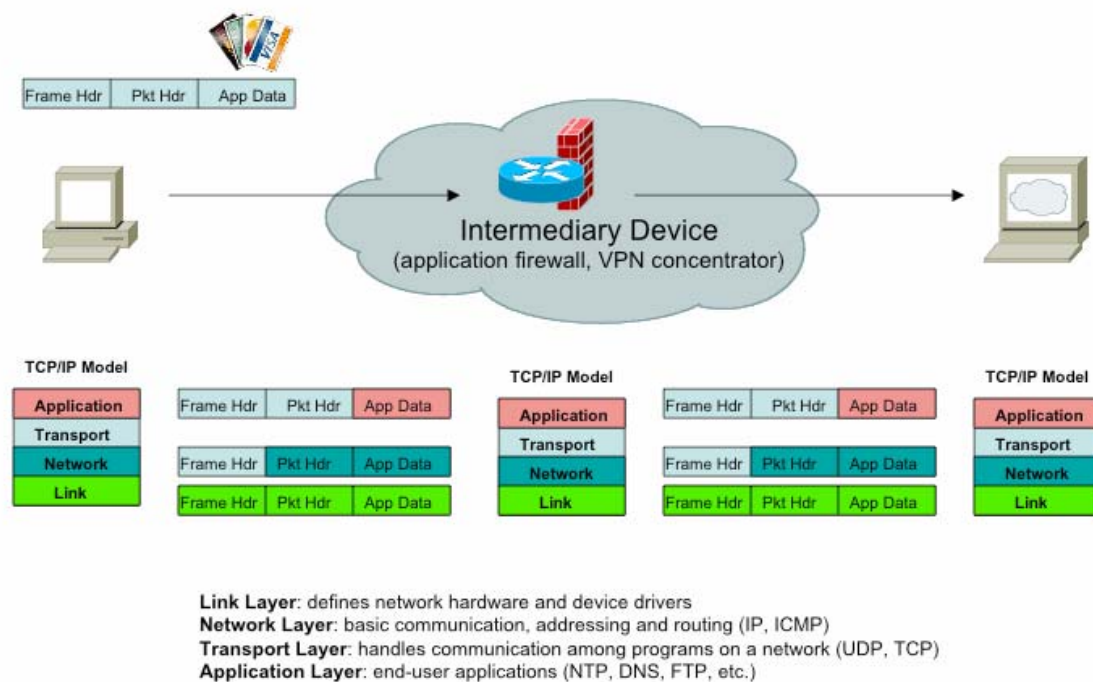 VISA
Frame Hdr Pkt Hdr App Data
Intermediary Device
(application firewall, VPN concentrator)
TCP/IP Model
Application
Transport
Network
Link
Frame Hdr Pkt Hdr App Data
Frame Hdr Pkt Hdr App Data
Frame Hdr Pkt Hdr App Data
TCP/IP Model
Application
Transport
Network
Link
Frame Hdr Pkt Hdr App Data
Frame Hdr Pkt Hdr App Data
Frame Hdr Pkt Hdr App Data
TCP/IP Model
Application
Transport
Network
Link
Link Layer: defines network hardware and device drivers
Network Layer: basic communication, addressing and routing (IP, ICMP)
Transport Layer: handles communication among programs on a network (UDP, TCP)
Application Layer: end-user applications (NTP, DNS, FTP, etc.)